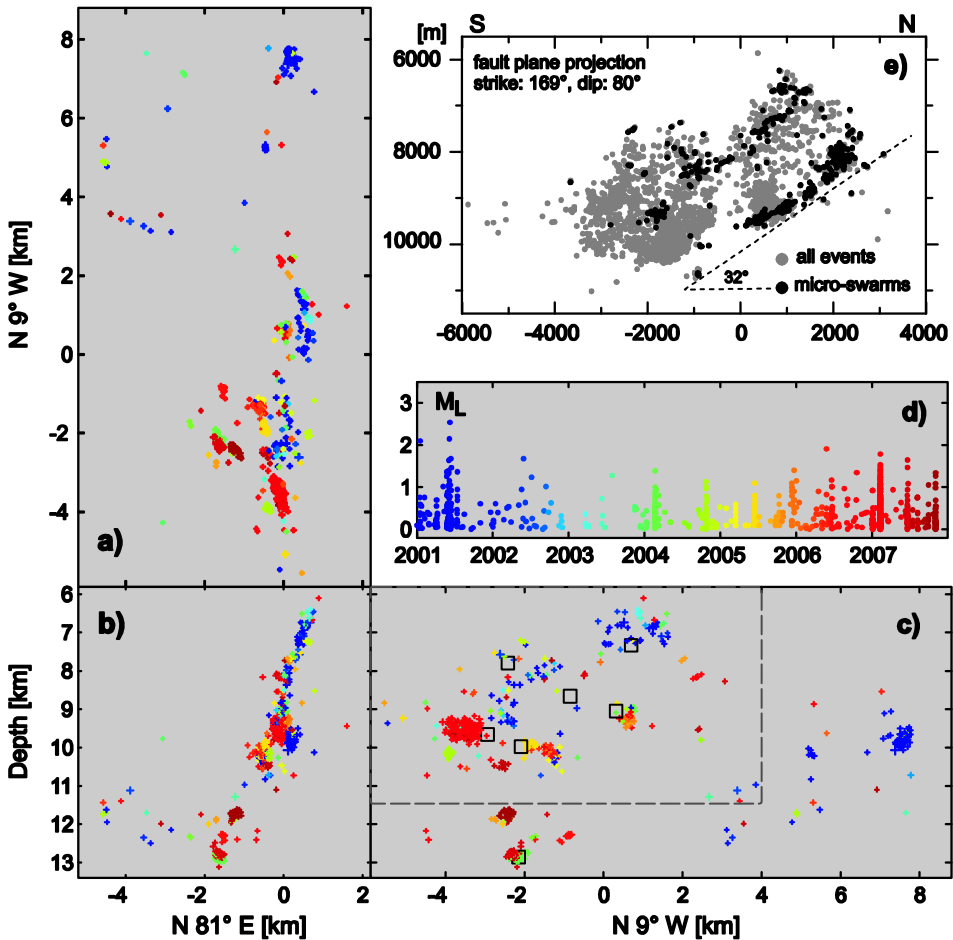 [m]
S
N
6000
8000
10000
fault plane projection
strike: 169°, dip: 80°
e)
32°
all events
micro-swarms
-6000
-4000
-2000
0
2000
4000
8
6
4
2
0
-2
-4
N 9° W [km]
a)
3
2
1
0
M_L
d)
2001
2002
2003
2004
2005
2006
2007
6
7
8
9
10
11
12
13
Depth [km]
b)
c)
-4
-2
0
2
N 81° E [km]
-4
-2
0
2
4
6
8
N 9° W [km]